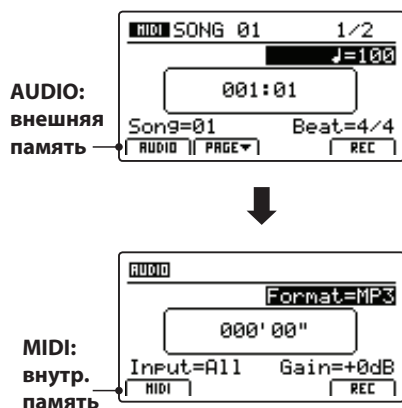 MIDI SONG 01 1/2
♩=100
001:01
Song=01 Beat=4/4
AUDIO PAGE▼ REC
AUDIO:
внешняя
память
AUDIO
Format=MP3
000'00"
Input=All Gain=+0dB
MIDI REC
MIDI:
внутр.
память